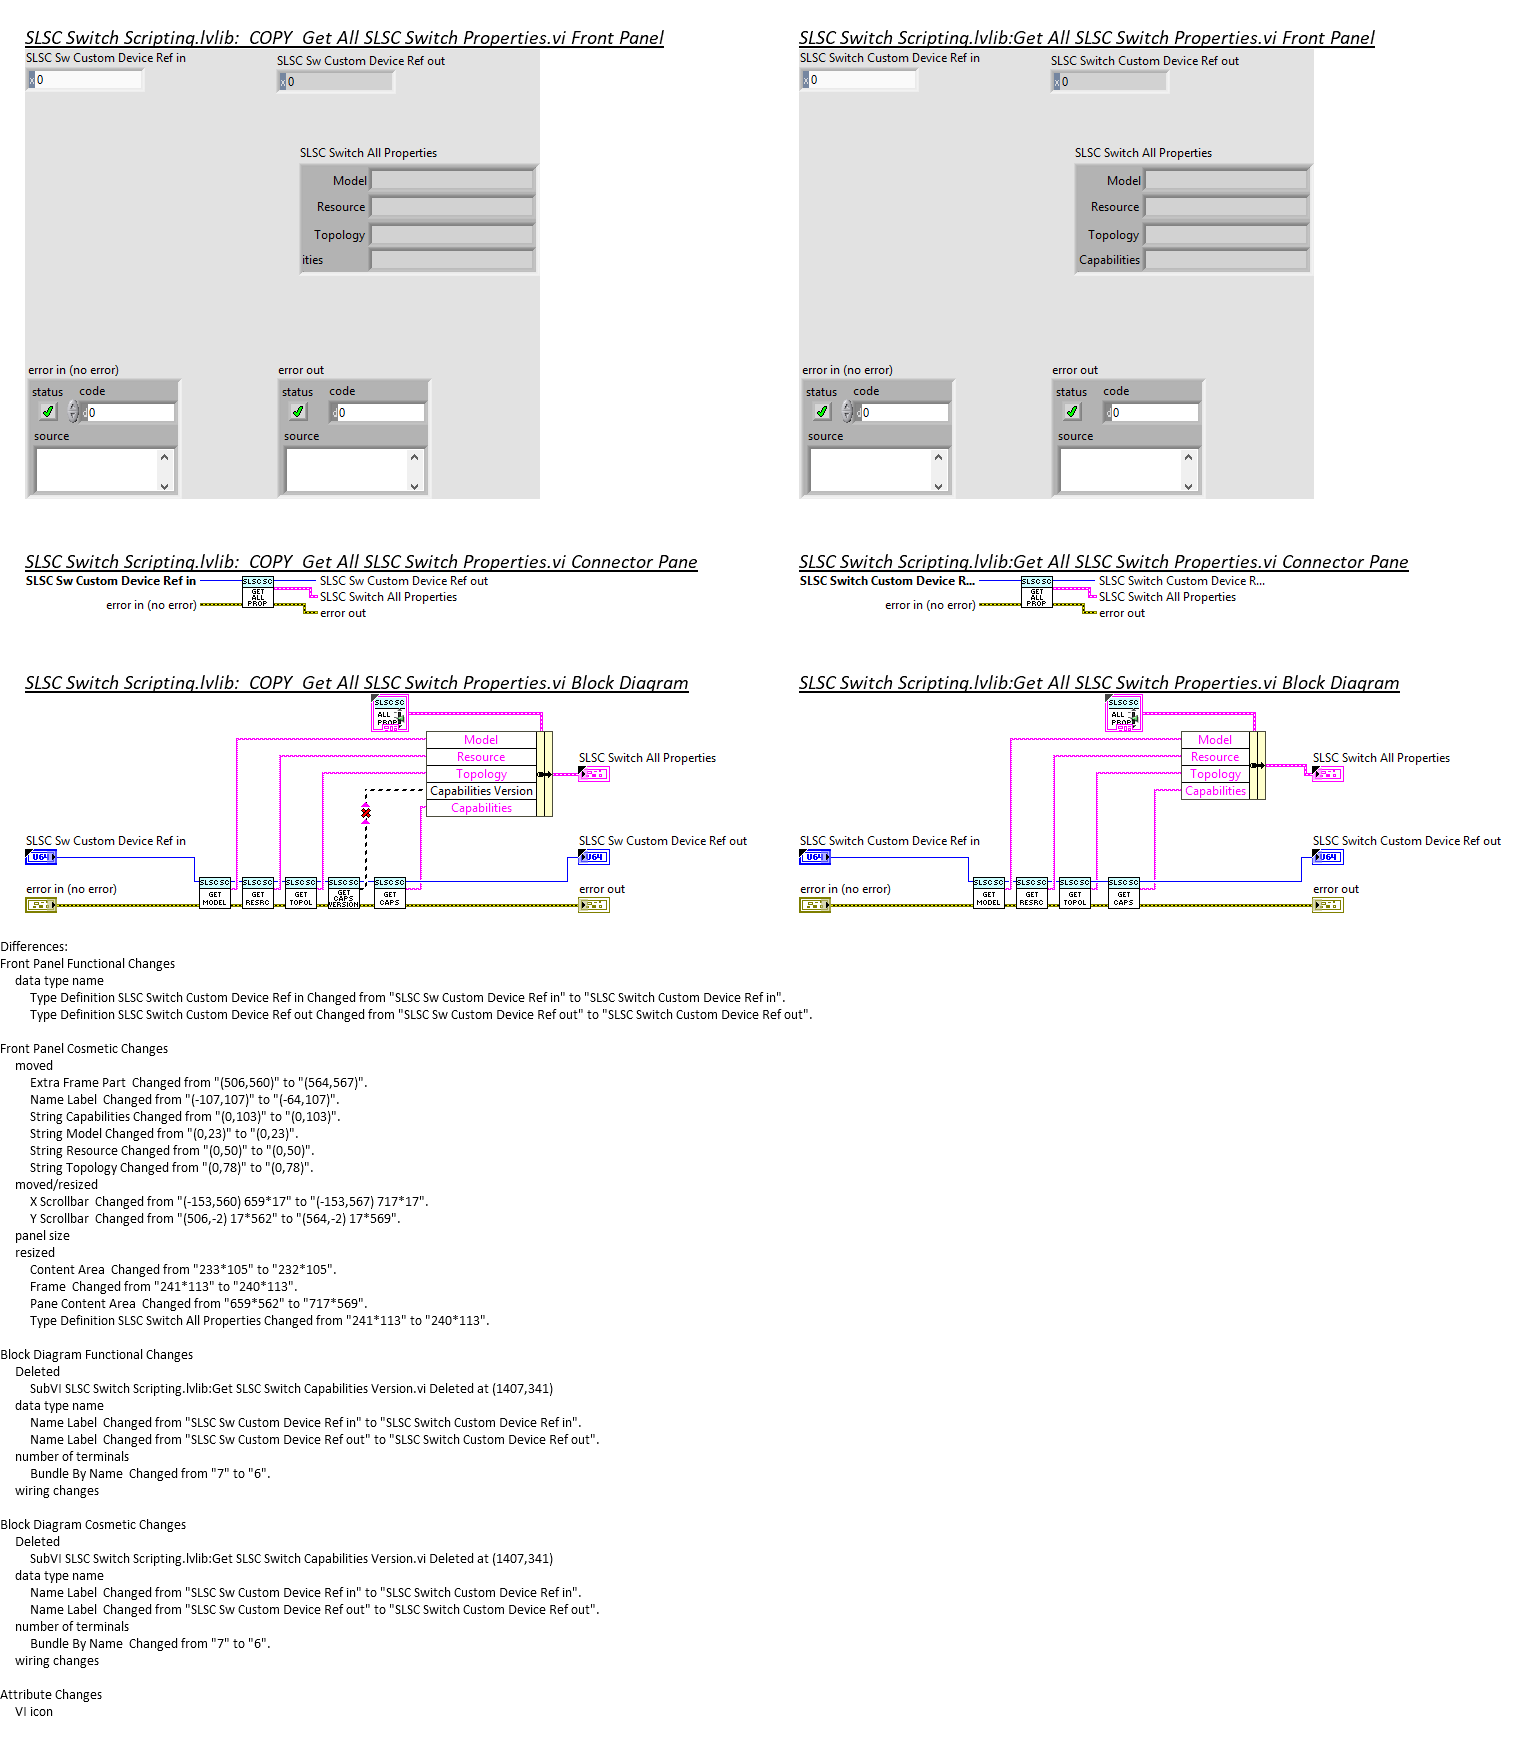 SLSC Switch Scripting.lvlib:  COPY  Get All SLSC Switch Properties.vi Front Panel
SLSC Sw Custom Device Ref in
SLSC Sw Custom Device Ref out
x 0
x 0
SLSC Switch All Properties
Model
Resource
Topology
ities
error in (no error)
error out
status code
status code
d 0
d 0
source
source
SLSC Switch Scripting.lvlib:Get All SLSC Switch Properties.vi Front Panel
SLSC Switch Custom Device Ref in
SLSC Switch Custom Device Ref out
x 0
x 0
SLSC Switch All Properties
Model
Resource
Topology
Capabilities
error in (no error)
error out
status code
status code
d 0
d 0
source
source
SLSC Switch Scripting.lvlib:  COPY  Get All SLSC Switch Properties.vi Connector Pane
SLSC Sw Custom Device Ref in
SLSC SC
GET
ALL
PROP
SLSC Sw Custom Device Ref out
SLSC Switch All Properties
error in (no error)
error out
SLSC Switch Scripting.lvlib:Get All SLSC Switch Properties.vi Connector Pane
SLSC Switch Custom Device R...
SLSC SC
GET
ALL
PROP
SLSC Switch Custom Device R...
SLSC Switch All Properties
error in (no error)
error out
SLSC Switch Scripting.lvlib:  COPY  Get All SLSC Switch Properties.vi Block Diagram
SLSC SC
ALL
PROP
Model
Resource
Topology
Capabilities Version
Capabilities
SLSC Switch All Properties
SLSC Sw Custom Device Ref in
SLSC Sw Custom Device Ref out
U64
U64
error in (no error)
error out
SLSC SC GET MODEL
SLSC SC GET RESRC
SLSC SC GET TOPOL
SLSC SC GET CAPS VERSION
SLSC SC GET CAPS
SLSC Switch Scripting.lvlib:Get All SLSC Switch Properties.vi Block Diagram
SLSC SC
ALL
PROP
Model
Resource
Topology
Capabilities
SLSC Switch All Properties
SLSC Switch Custom Device Ref in
SLSC Switch Custom Device Ref out
U64
U64
error in (no error)
error out
SLSC SC GET MODEL
SLSC SC GET RESRC
SLSC SC GET TOPOL
SLSC SC GET CAPS
Differences:
Front Panel Functional Changes
data type name
Type Definition SLSC Switch Custom Device Ref in Changed from "SLSC Sw Custom Device Ref in" to "SLSC Switch Custom Device Ref in".
Type Definition SLSC Switch Custom Device Ref out Changed from "SLSC Sw Custom Device Ref out" to "SLSC Switch Custom Device Ref out".
Front Panel Cosmetic Changes
moved
Extra Frame Part  Changed from "(506,560)" to "(564,567)".
Name Label  Changed from "(-107,107)" to "(-64,107)".
String Capabilities Changed from "(0,103)" to "(0,103)".
String Model Changed from "(0,23)" to "(0,23)".
String Resource Changed from "(0,50)" to "(0,50)".
String Topology Changed from "(0,78)" to "(0,78)".
moved/resized
X Scrollbar  Changed from "(-153,560) 659*17" to "(-153,567) 717*17".
Y Scrollbar  Changed from "(506,-2) 17*562" to "(564,-2) 17*569".
panel size
resized
Content Area  Changed from "233*105" to "232*105".
Frame  Changed from "241*113" to "240*113".
Pane Content Area  Changed from "659*562" to "717*569".
Type Definition SLSC Switch All Properties Changed from "241*113" to "240*113".
Block Diagram Functional Changes
Deleted
SubVI SLSC Switch Scripting.lvlib:Get SLSC Switch Capabilities Version.vi Deleted at (1407,341)
data type name
Name Label  Changed from "SLSC Sw Custom Device Ref in" to "SLSC Switch Custom Device Ref in".
Name Label  Changed from "SLSC Sw Custom Device Ref out" to "SLSC Switch Custom Device Ref out".
number of terminals
Bundle By Name  Changed from "7" to "6".
wiring changes
Block Diagram Cosmetic Changes
Deleted
SubVI SLSC Switch Scripting.lvlib:Get SLSC Switch Capabilities Version.vi Deleted at (1407,341)
data type name
Name Label  Changed from "SLSC Sw Custom Device Ref in" to "SLSC Switch Custom Device Ref in".
Name Label  Changed from "SLSC Sw Custom Device Ref out" to "SLSC Switch Custom Device Ref out".
number of terminals
Bundle By Name  Changed from "7" to "6".
wiring changes
Attribute Changes
VI icon